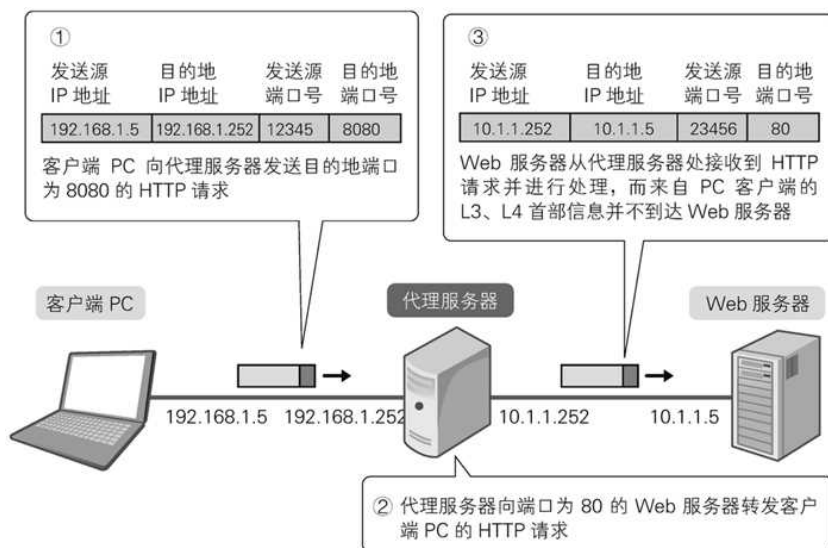 ①
发送源 目的地 发送源 目的地
IP 地址 IP 地址 端口号 端口号
192.168.1.5 192.168.1.252 12345 8080
客户端 PC 向代理服务器发送目的地端口
为 8080 的 HTTP 请求
③
发送源 目的地 发送源 目的地
IP 地址 IP 地址 端口号 端口号
10.1.1.252 10.1.1.5 23456 80
Web 服务器从代理服务器处接收到 HTTP
请求并进行处理，而来自 PC 客户端的
L3、L4 首部信息并不到达 Web 服务器
客户端 PC
代理服务器
Web 服务器
192.168.1.5 192.168.1.252 10.1.1.252 10.1.1.5
② 代理服务器向端口为 80 的 Web 服务器转发客户
端 PC 的 HTTP 请求